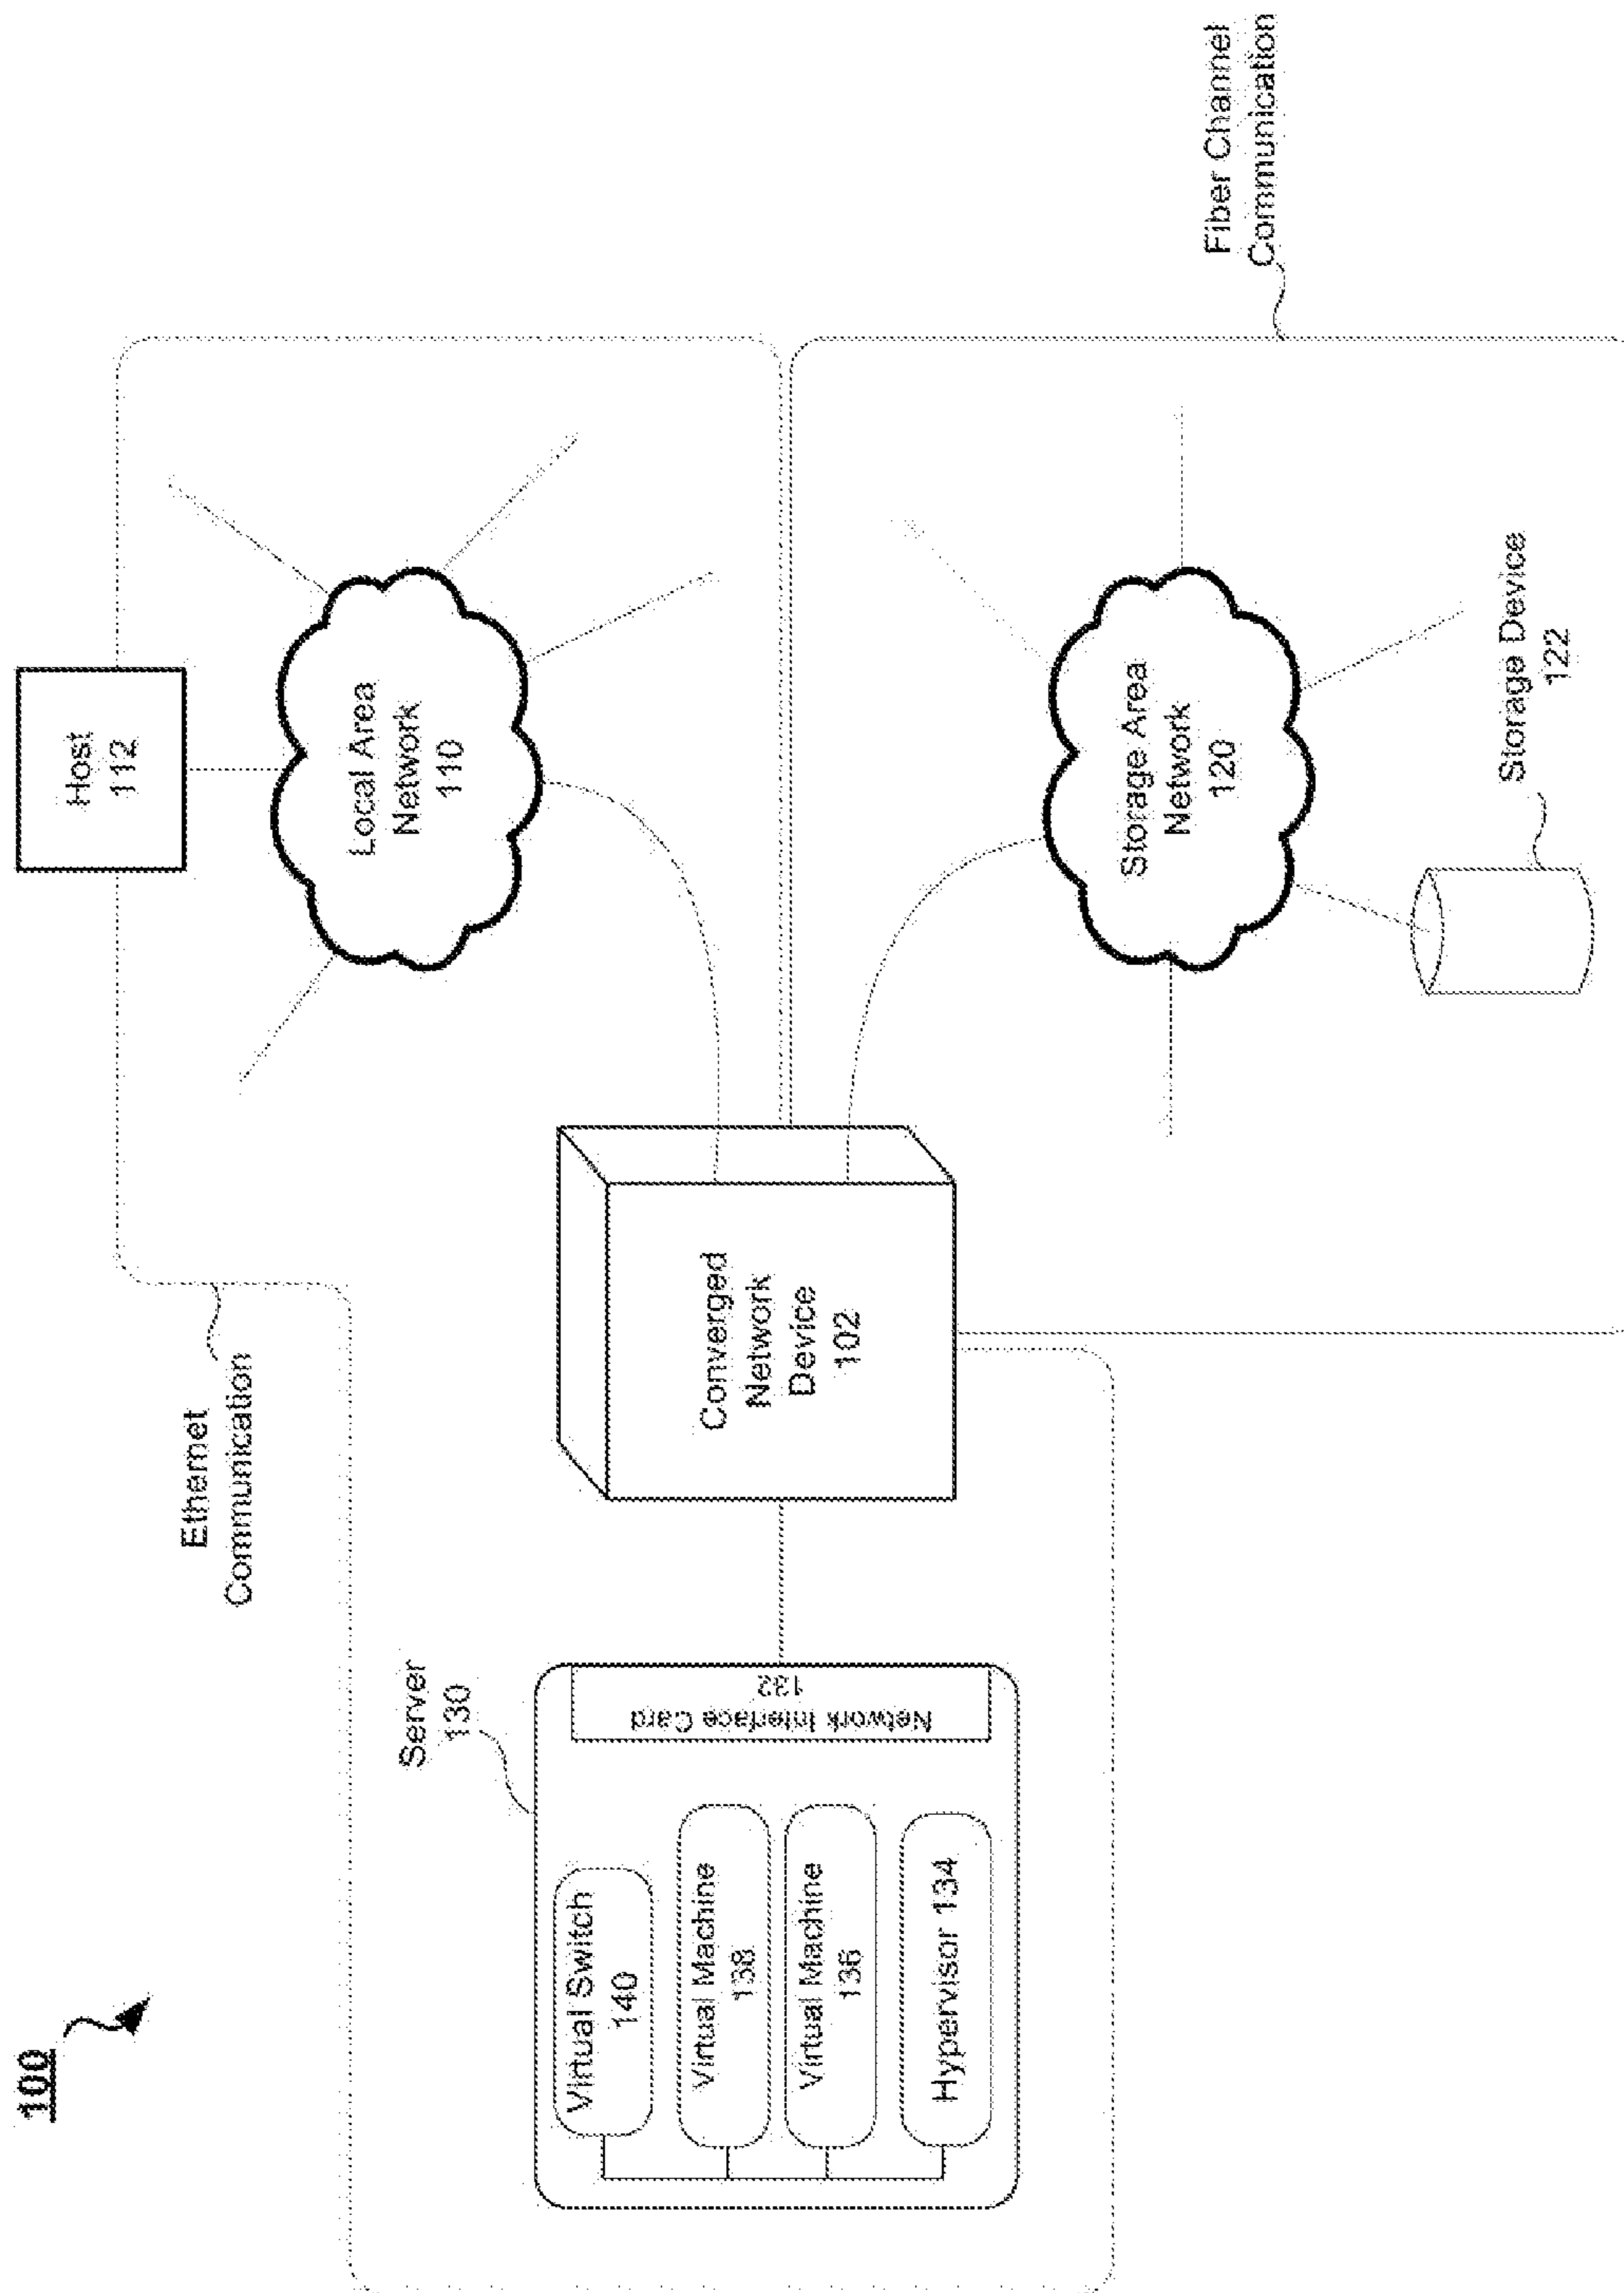 100
Ethernet
Communication
Host
112
Local Area
Network
110
Server
130
Virtual Switch
140
Virtual Machine
138
Virtual Machine
136
Hypervisor 134
Network Interface Card
132
Converged
Network
Device
102
Storage Area
Network
120
Storage Device
122
Fiber Channel
Communication